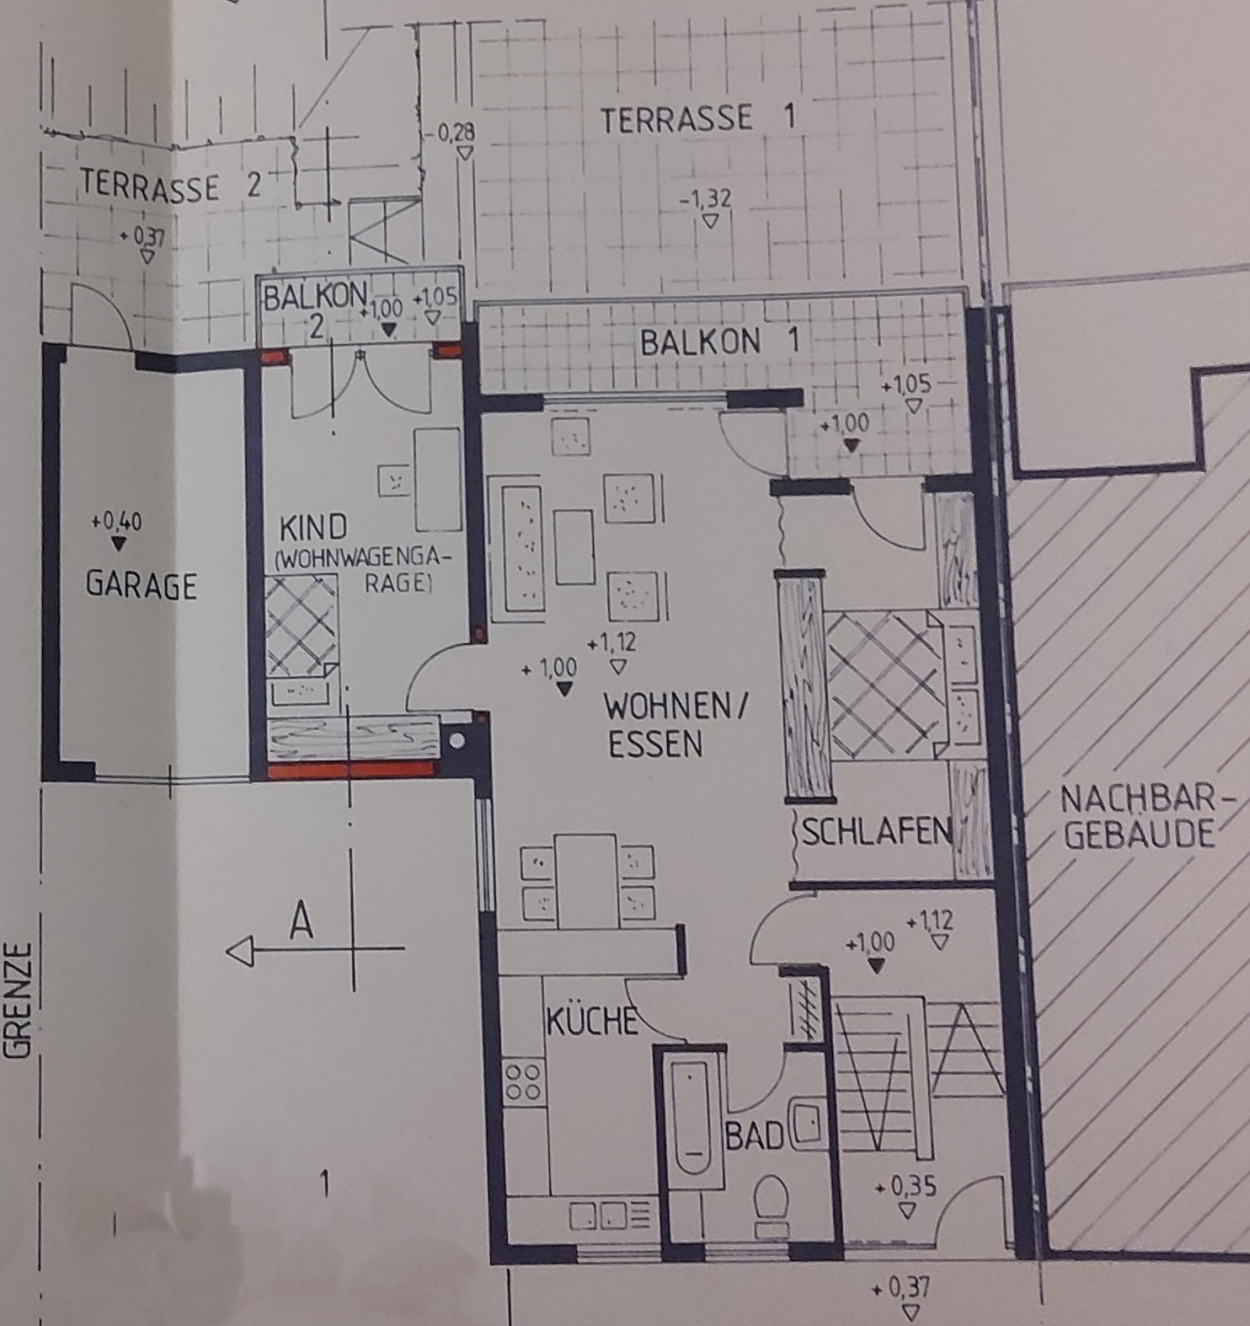 TERRASSE 1
-0,28
TERRASSE 2
-1,32
+0,37
BALKON
2
+1,00
+1,05
BALKON 1
+1,05
+1,00
+0,40
GARAGE
KIND
(WOHNWAGENGA-
RAGE)
+1,12
+1,00
WOHNEN/
ESSEN
NACHBAR-
GEBÄUDE
SCHLAFEN
A
+1,12
+1,00
GRENZE
KÜCHE
BAD
1
+0,35
+0,37